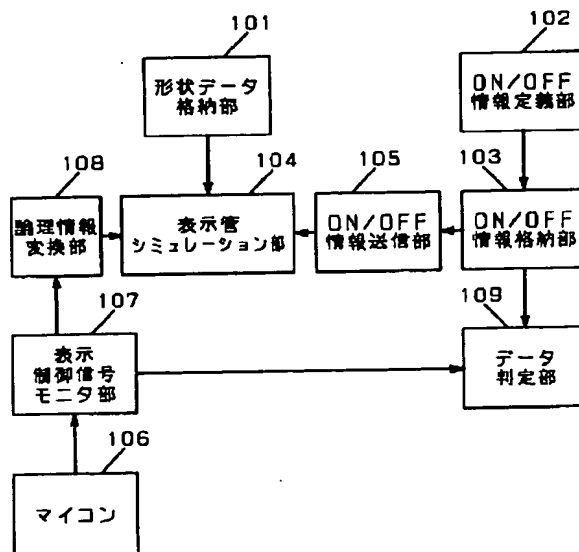 101
形状データ
格納部
102
ON/OFF
情報定義部
108
論理情報
変換部
104
表示管
シミュレーション部
105
ON/OFF
情報送信部
103
ON/OFF
情報格納部
107
表示
制御信号
モニタ部
109
データ
判定部
106
マイコン